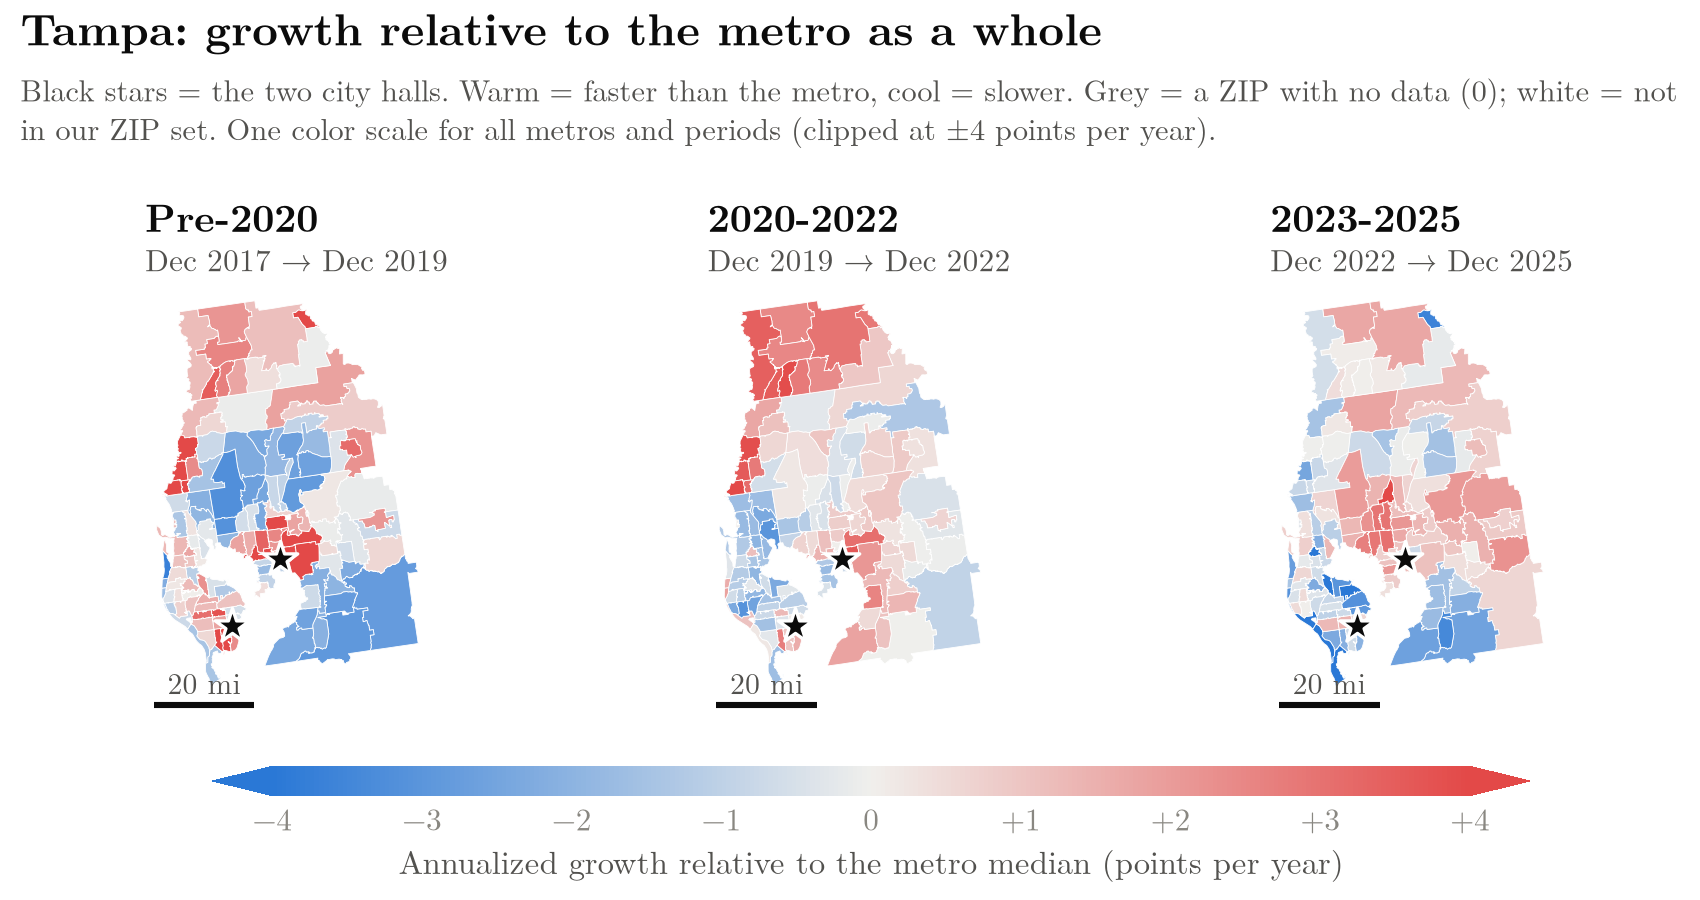 Tampa: growth relative to the metro as a whole
Black stars = the two city halls. Warm = faster than the metro, cool = slower. Grey = a ZIP with no data (0); white = not
in our ZIP set. One color scale for all metros and periods (clipped at ±4 points per year).
Pre-2020
Dec 2017 → Dec 2019
20 mi
2020-2022
Dec 2019 → Dec 2022
20 mi
2023-2025
Dec 2022 → Dec 2025
20 mi
−4 −3 −2 −1 0 +1 +2 +3 +4
Annualized growth relative to the metro median (points per year)